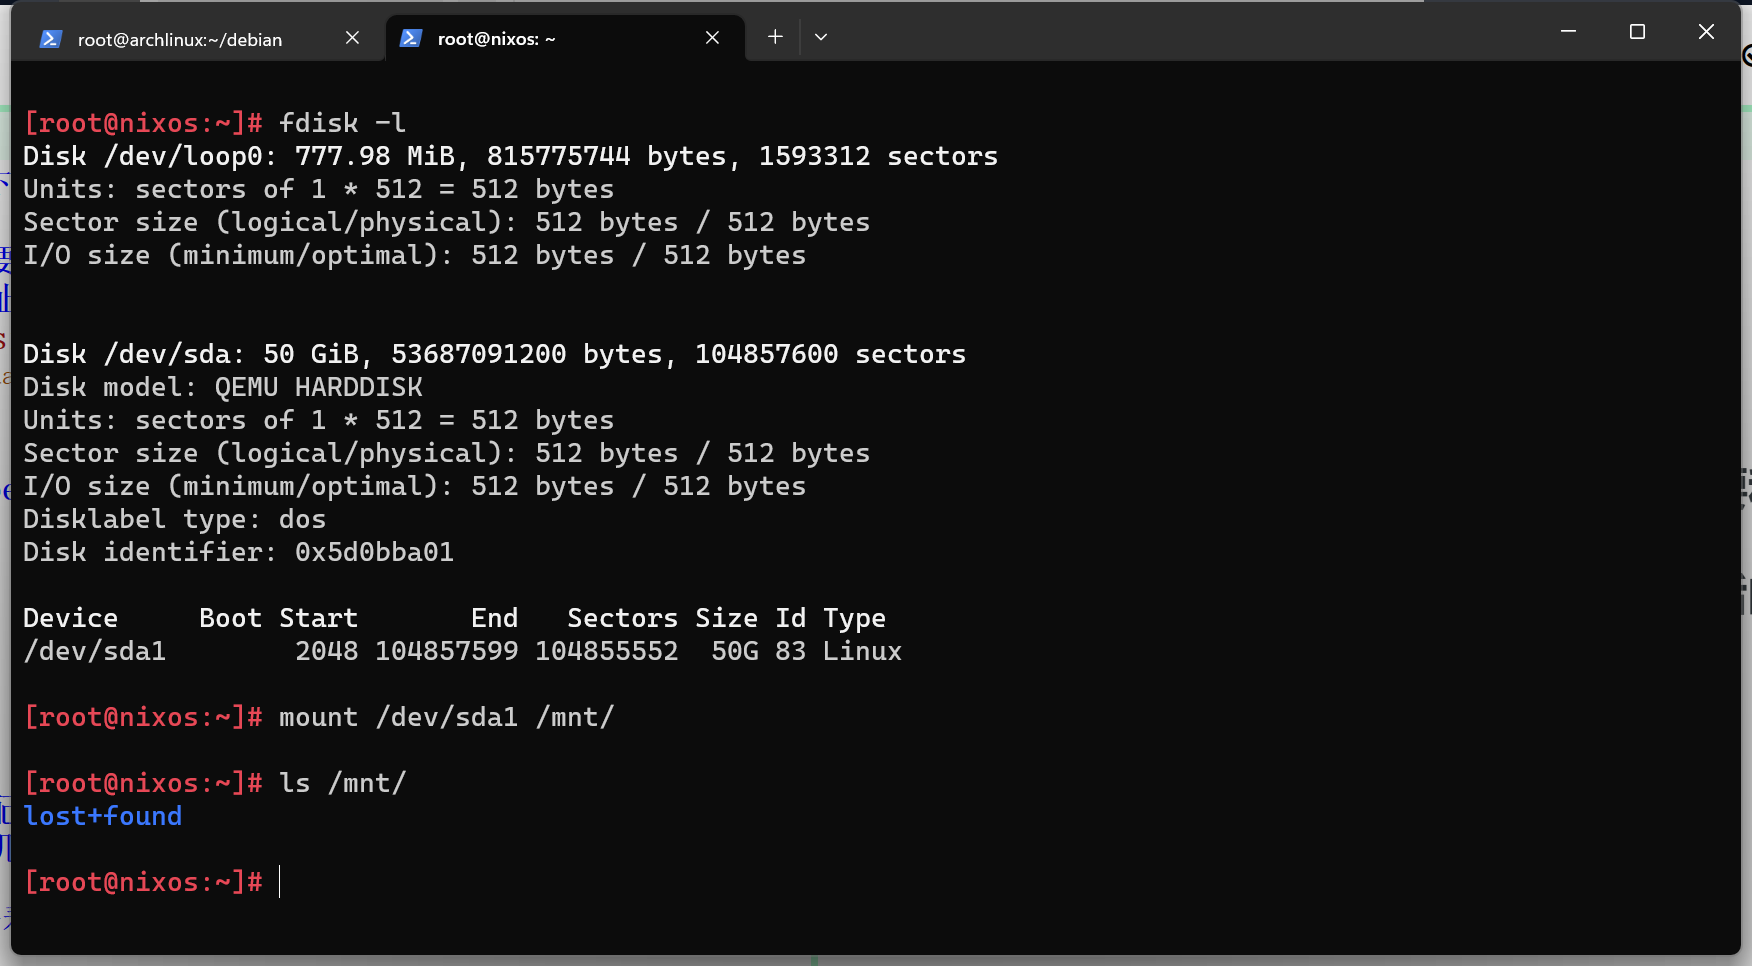 root@archlinux:~/debian
root@nixos: ~
[root@nixos:~]# fdisk -l
Disk /dev/loop0: 777.98 MiB, 815775744 bytes, 1593312 sectors
Units: sectors of 1 * 512 = 512 bytes
Sector size (logical/physical): 512 bytes / 512 bytes
I/O size (minimum/optimal): 512 bytes / 512 bytes
Disk /dev/sda: 50 GiB, 53687091200 bytes, 104857600 sectors
Disk model: QEMU HARDDISK
Units: sectors of 1 * 512 = 512 bytes
Sector size (logical/physical): 512 bytes / 512 bytes
I/O size (minimum/optimal): 512 bytes / 512 bytes
Disklabel type: dos
Disk identifier: 0x5d0bba01
Device     Boot Start       End   Sectors Size Id Type
/dev/sda1        2048 104857599 104855552  50G 83 Linux
[root@nixos:~]# mount /dev/sda1 /mnt/
[root@nixos:~]# ls /mnt/
lost+found
[root@nixos:~]#